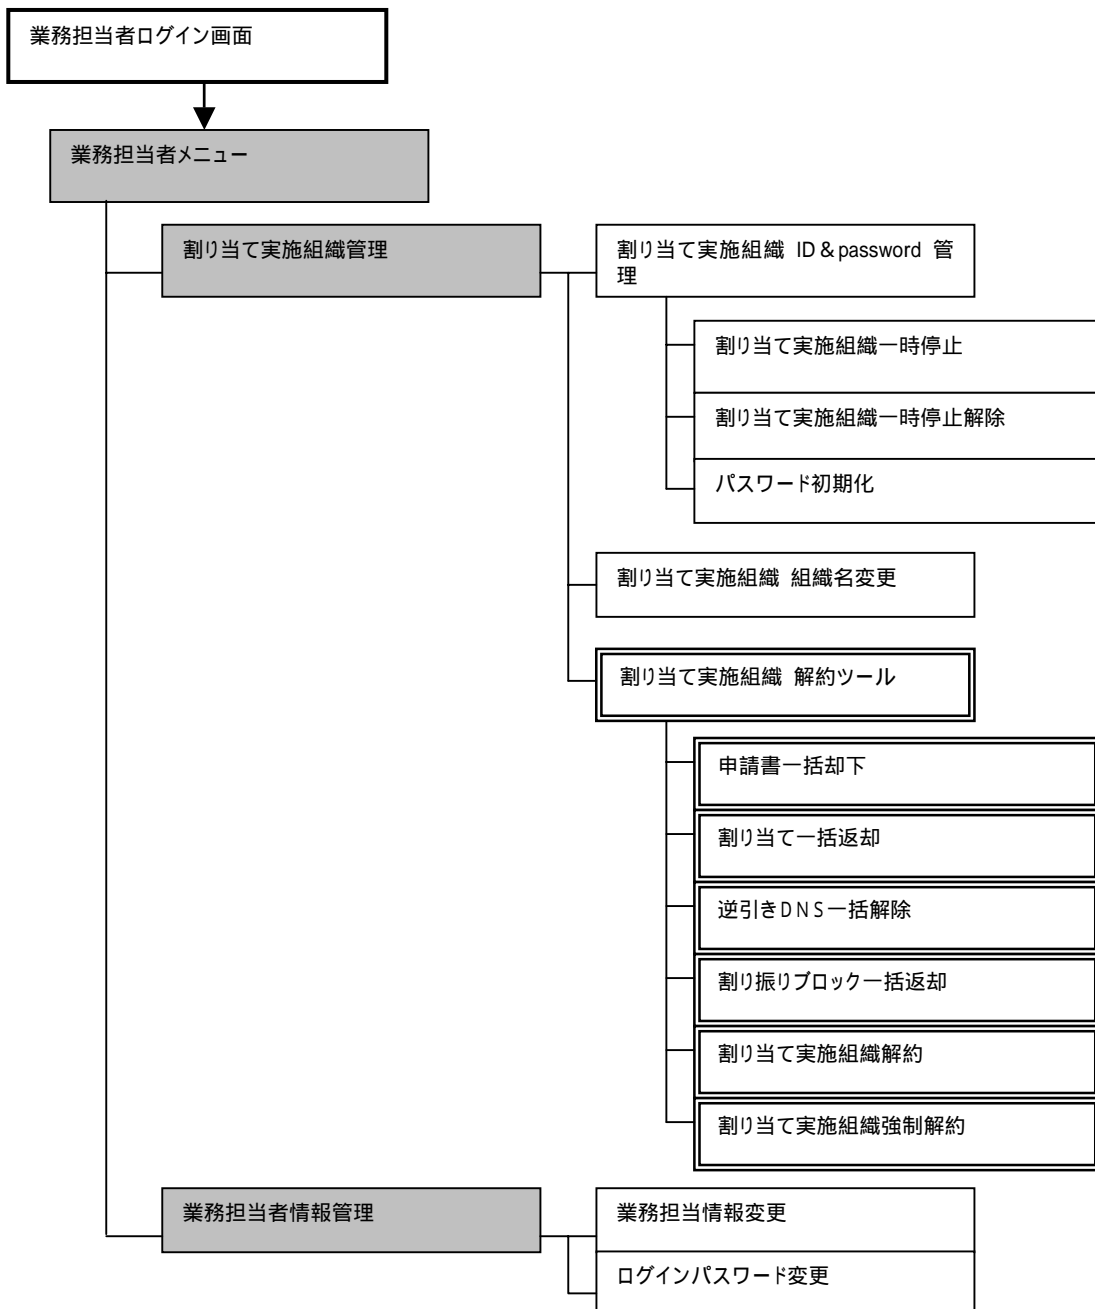 業務担当者ログイン画面
業務担当者メニュー
割り当て実施組織管理
割り当て実施組織 ID&password 管
理
割り当て実施組織一時停止
割り当て実施組織一時停止解除
パスワード初期化
割り当て実施組織 組織名変更
割り当て実施組織 解約ツール
申請書一括却下
割り当て一括返却
逆引きDNS一括解除
割り振りブロック一括返却
割り当て実施組織解約
割り当て実施組織強制解約
業務担当者情報管理
業務担当情報変更
ログインパスワード変更